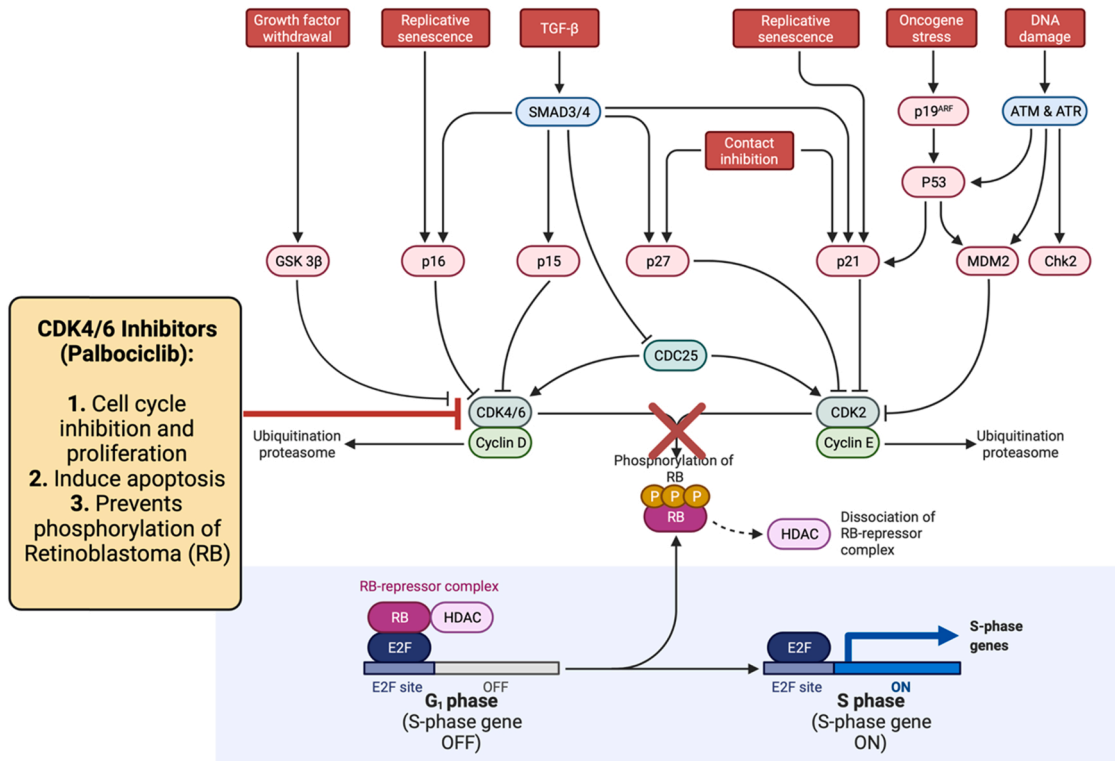 Growth factor
withdrawal
Replicative
senescence
TGF-β
Replicative
senescence
Oncogene
stress
DNA
damage
SMAD3/4
p19ARF
ATM & ATR
Contact
inhibition
P53
GSK 3β
p16
p15
p27
p21
MDM2
Chk2
CDK4/6 Inhibitors
(Palbociclib):
1. Cell cycle
inhibition and
proliferation
2. Induce apoptosis
3. Prevents
phosphorylation of
Retinoblastoma (RB)
CDC25
CDK4/6
Cyclin D
CDK2
Cyclin E
Ubiquitination
proteasome
Ubiquitination
proteasome
Phosphorylation of
RB
P P P
RB
HDAC
Dissociation of
RB-repressor
complex
RB-repressor complex
RB
HDAC
E2F
E2F site
OFF
G₁ phase
(S-phase gene
OFF)
E2F
S-phase
genes
E2F site
ON
S phase
(S-phase gene
ON)